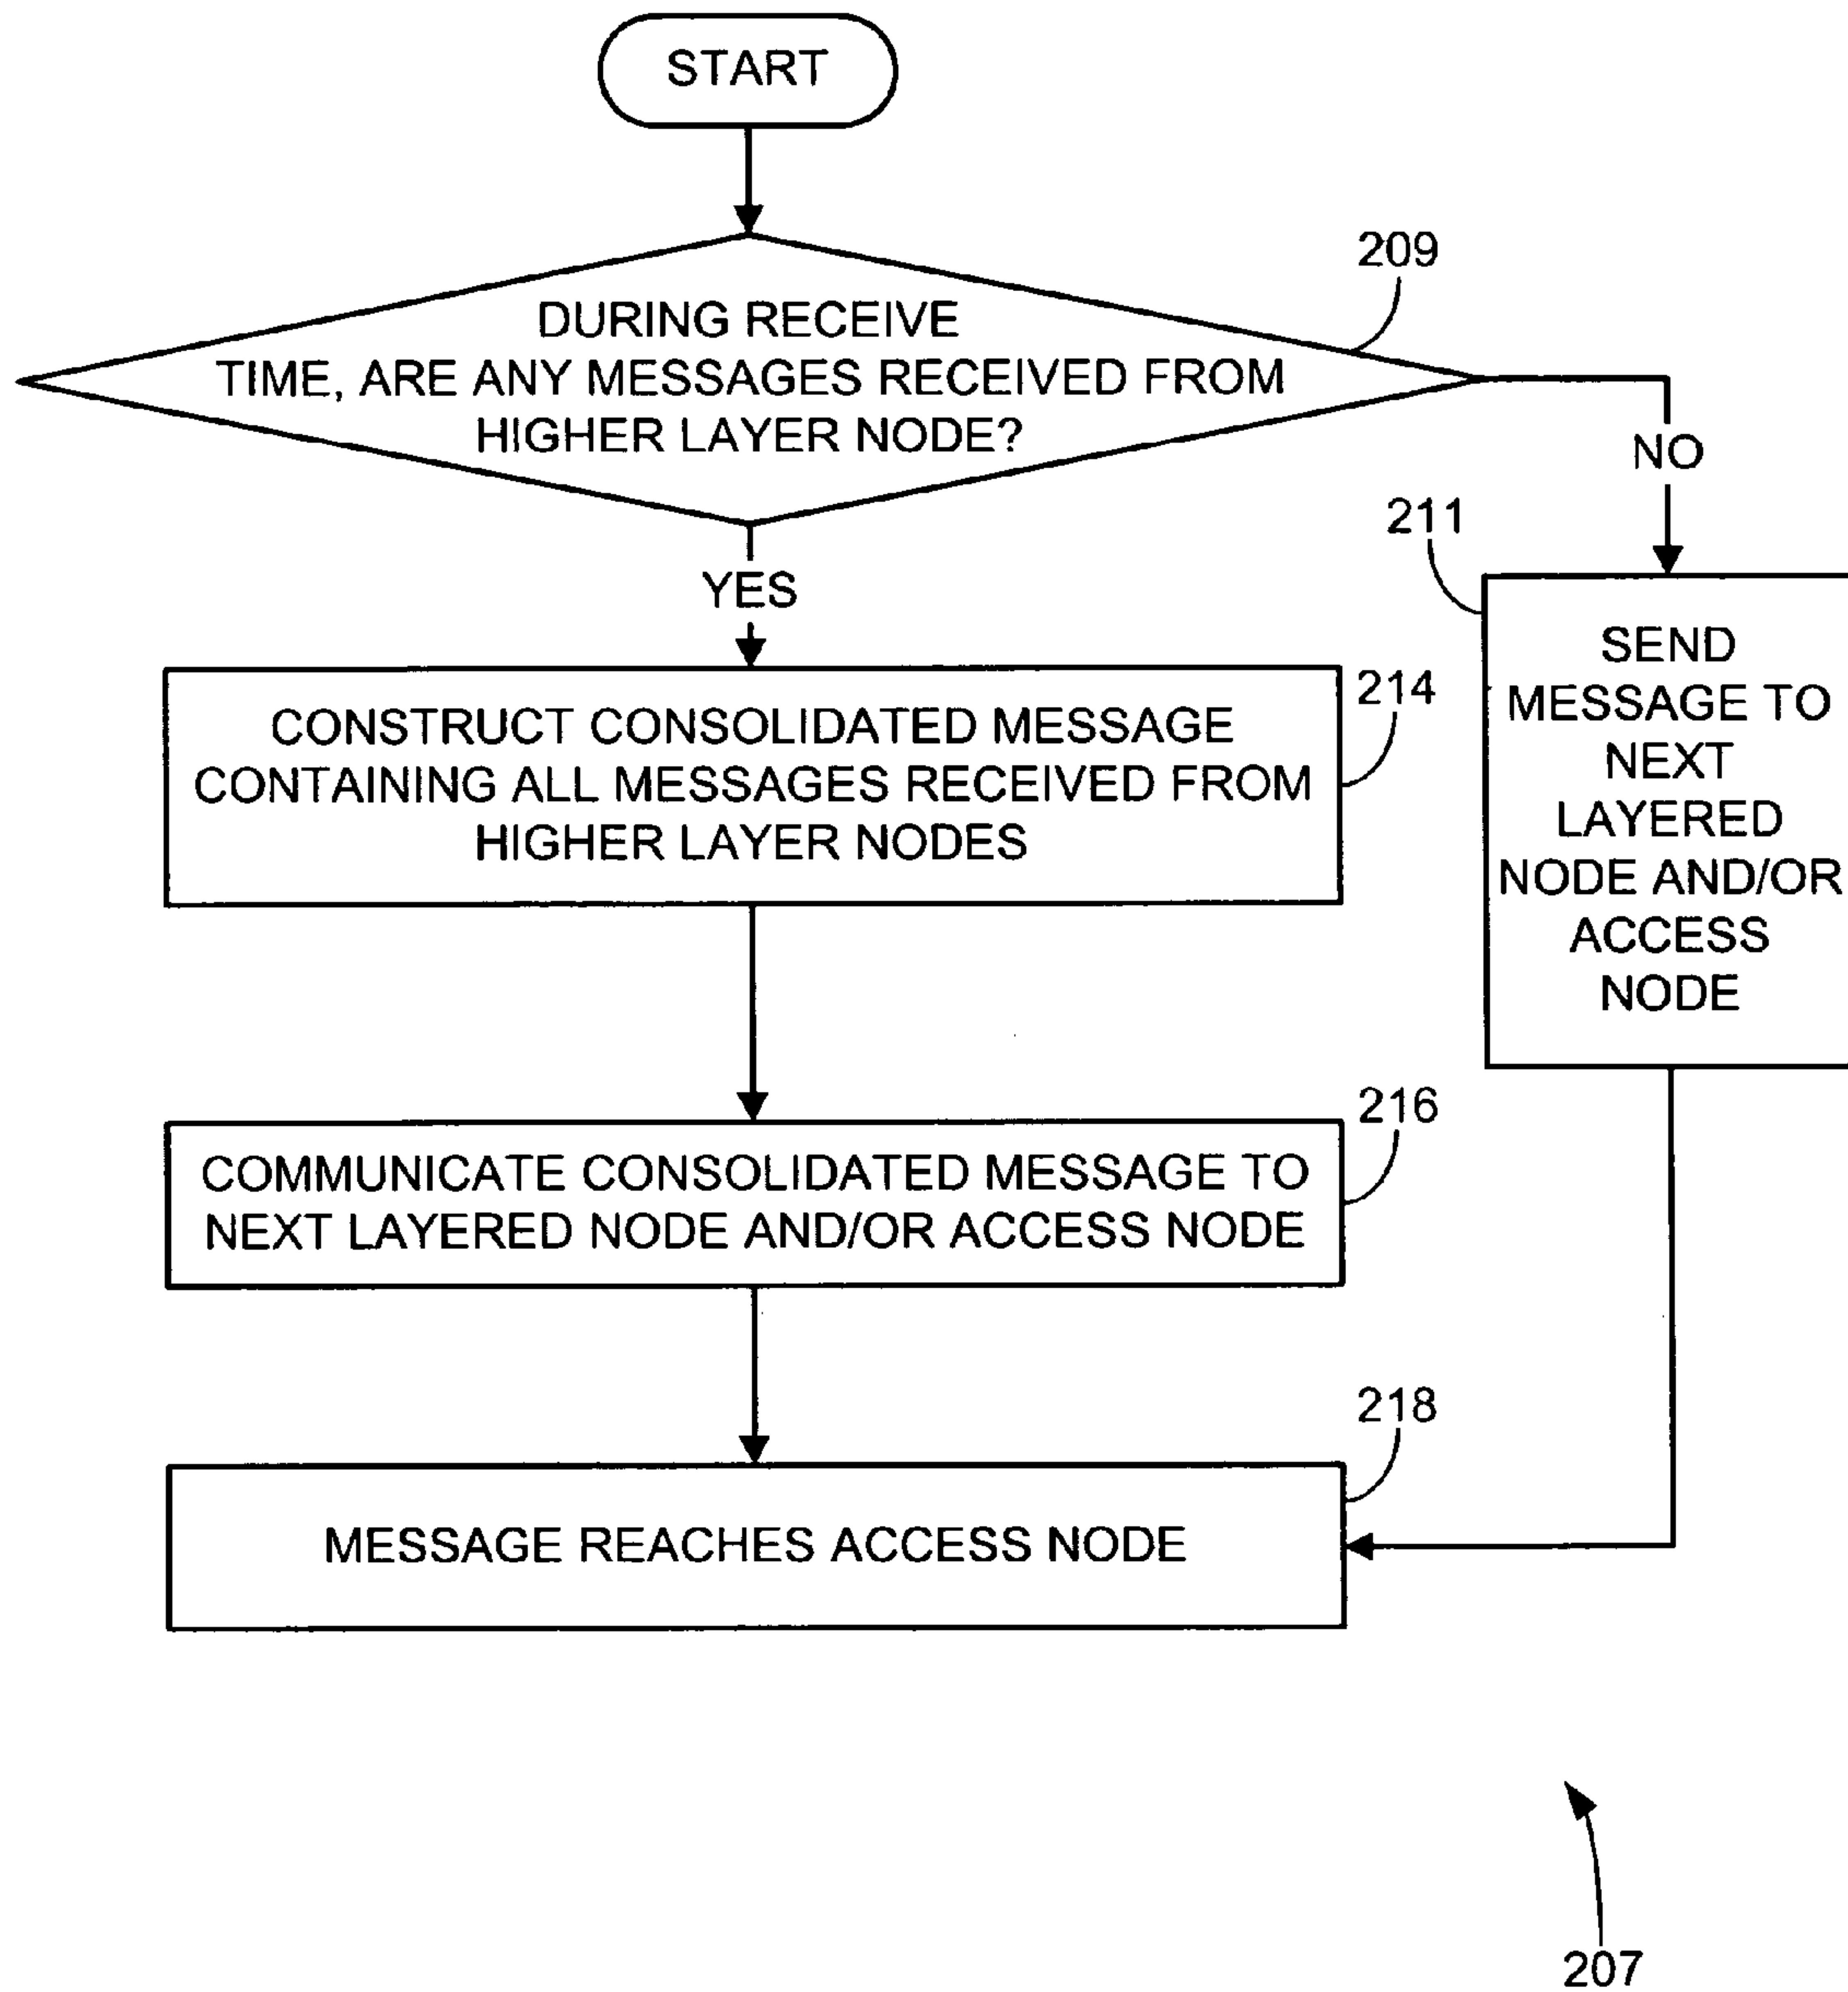 START
209
DURING RECEIVE
TIME, ARE ANY MESSAGES RECEIVED FROM
HIGHER LAYER NODE?
NO
YES
211
SEND
MESSAGE TO
NEXT
LAYERED
NODE AND/OR
ACCESS
NODE
214
CONSTRUCT CONSOLIDATED MESSAGE
CONTAINING ALL MESSAGES RECEIVED FROM
HIGHER LAYER NODES
216
COMMUNICATE CONSOLIDATED MESSAGE TO
NEXT LAYERED NODE AND/OR ACCESS NODE
218
MESSAGE REACHES ACCESS NODE
207